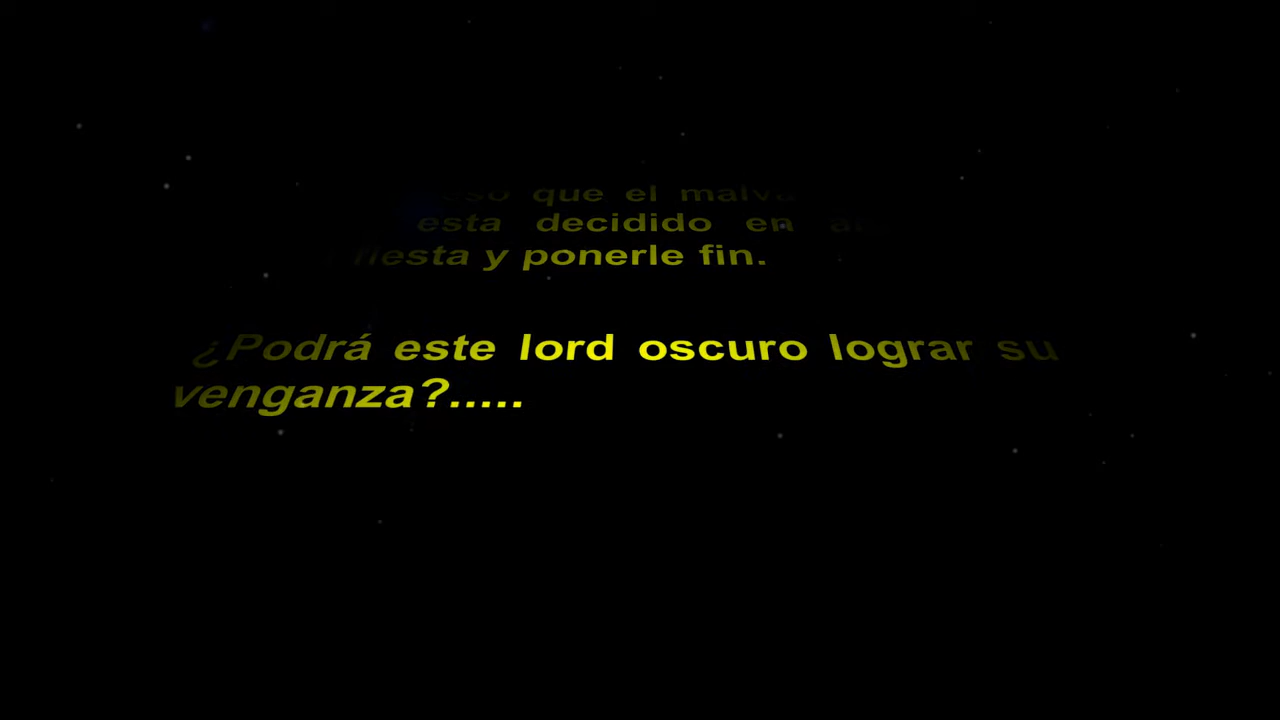 que el
esta decidido en
fiesta y ponerle fin.
¿Podrá este lord oscuro lograr su
venganza?.....